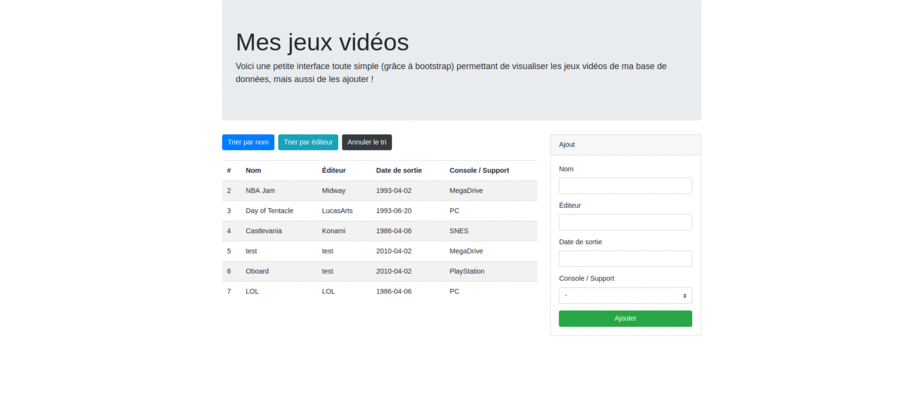 Mes jeux vidéos
Voici une petite interface toute simple (grâce à bootstrap) permettant de visualiser les jeux vidéos de ma base de
données, mais aussi de les ajouter !
Trier par nom Trier par éditeur Annuler le tri
# Nom Éditeur Date de sortie Console / Support
2 NBA Jam Midway 1993-04-02 MegaDrive
3 Day of Tentacle LucasArts 1993-06-20 PC
4 Castlevania Konami 1986-04-06 SNES
5 test test 2010-04-02 MegaDrive
6 Oboard test 2010-04-02 PlayStation
7 LOL LOL 1986-04-06 PC
Ajout
Nom
Éditeur
Date de sortie
Console / Support
-
Ajouter